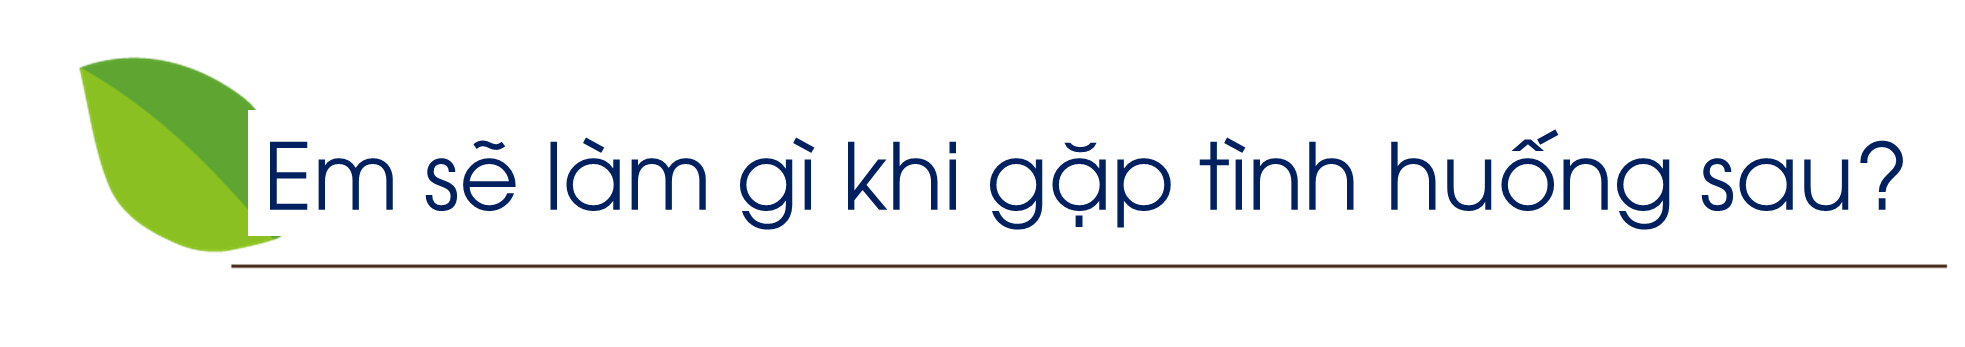 Em sẽ làm gì khi gặp tình huống sau?